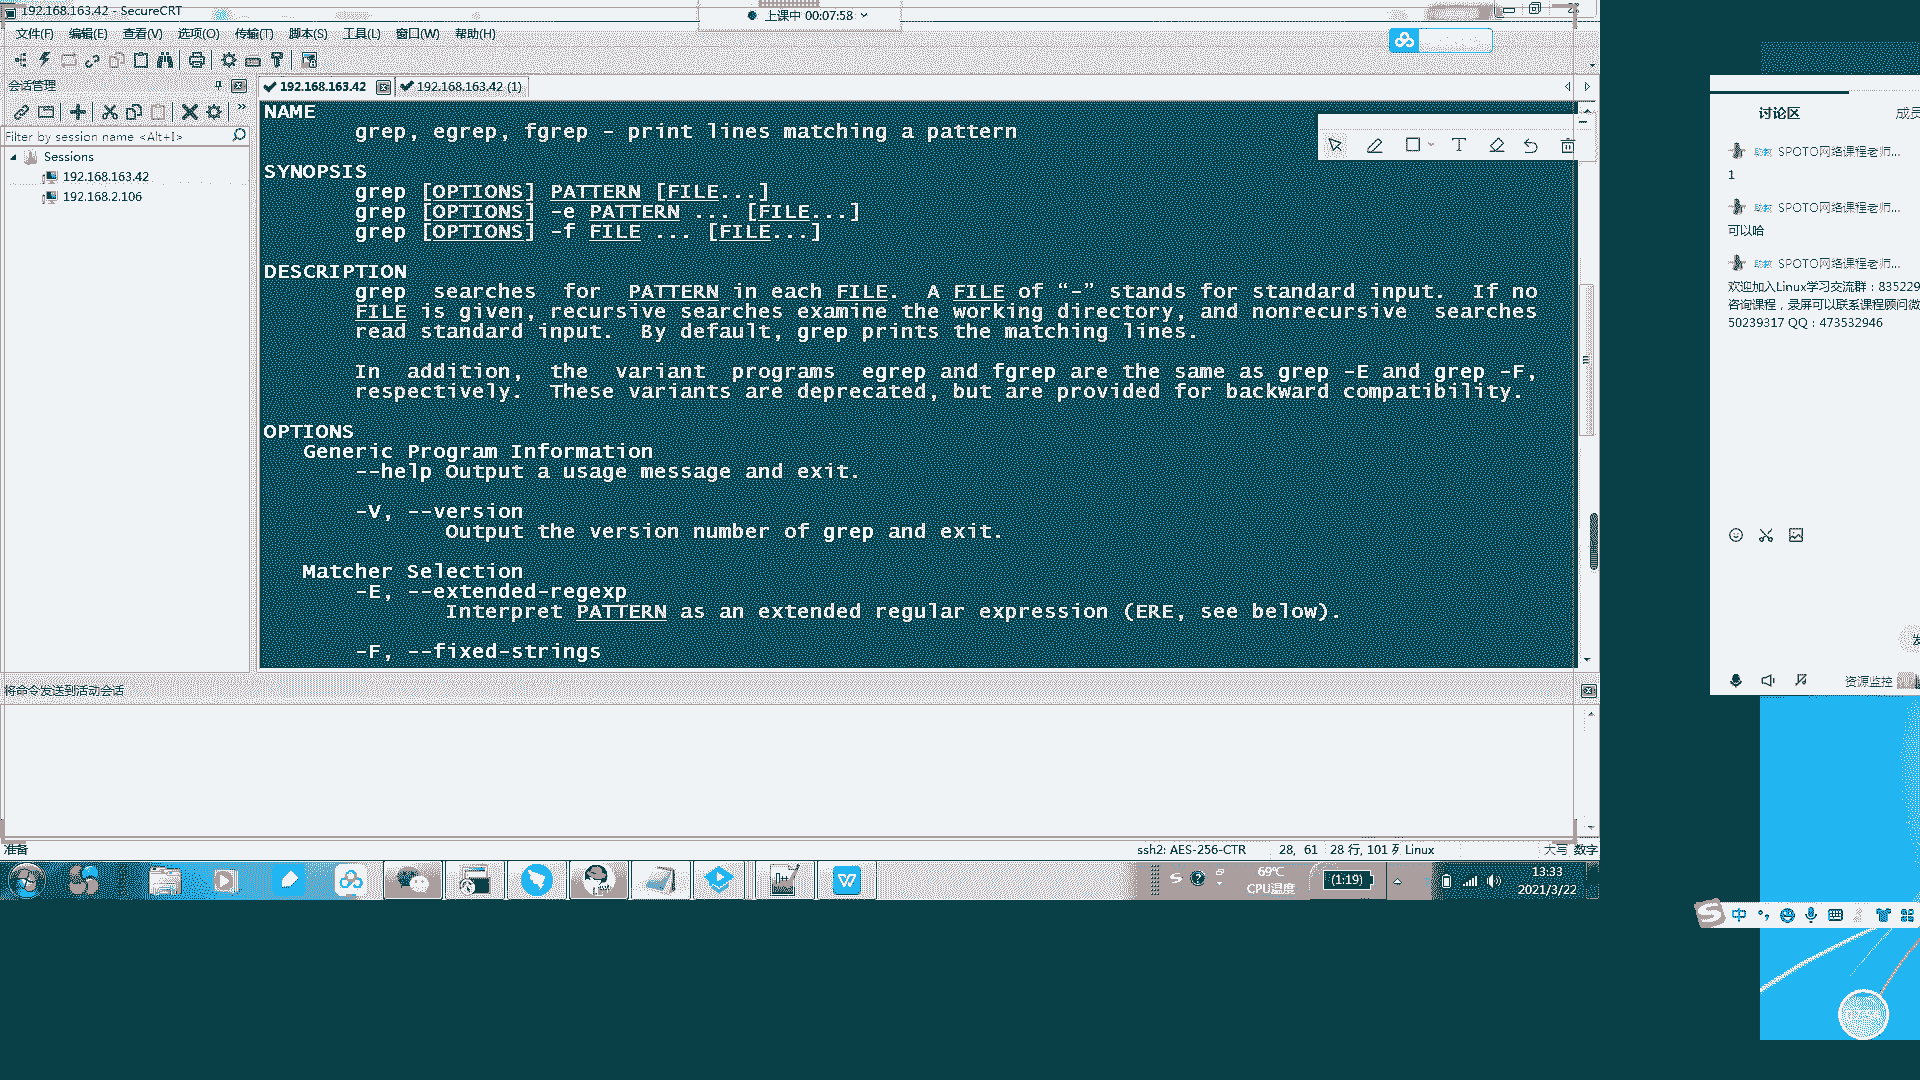 192.168.163.42 - SecureCRT
上课中 00:07:58
文件(F) 编辑(E) 查看(V) 选项(O) 传输(T) 脚本(S) 工具(L) 窗口(W) 帮助(H)
会话管理
192.168.163.42
192.168.163.42 (1)
Filter by session name <Alt+I>
Sessions
192.168.163.42
192.168.2.106
NAME
grep, egrep, fgrep - print lines matching a pattern
SYNOPSIS
grep [OPTIONS] PATTERN [FILE...]
grep [OPTIONS] -e PATTERN ... [FILE...]
grep [OPTIONS] -f FILE ... [FILE...]
DESCRIPTION
grep searches for PATTERN in each FILE. A FILE of “-” stands for standard input. If no
FILE is given, recursive searches examine the working directory, and nonrecursive searches
read standard input. By default, grep prints the matching lines.
In addition, the variant programs egrep and fgrep are the same as grep -E and grep -F,
respectively. These variants are deprecated, but are provided for backward compatibility.
OPTIONS
Generic Program Information
--help Output a usage message and exit.
-V, --version
Output the version number of grep and exit.
Matcher Selection
-E, --extended-regexp
Interpret PATTERN as an extended regular expression (ERE, see below).
-F, --fixed-strings
将命令发送到活动会话
准备
ssh2: AES-256-CTR 28, 61 28 行, 101 列 Linux 大写 数字
69℃
CPU温度
(1:19)
13:33
2021/3/22
讨论区 成员
助教 SPOTO网络课程老师...
1
助教 SPOTO网络课程老师...
可以哈
助教 SPOTO网络课程老师...
欢迎加入Linux学习交流群：835229
咨询课程，录屏可以联系课程顾问微
50239317 QQ：473532946
资源监控
中